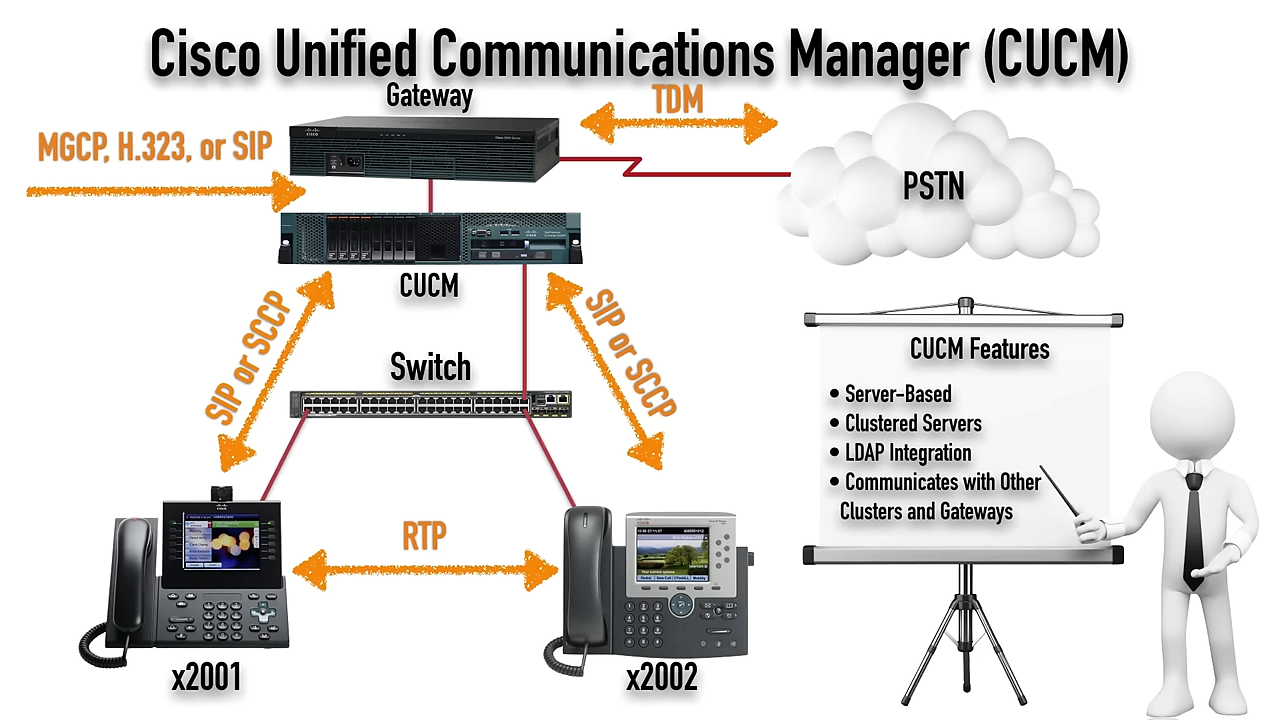 Cisco Unified Communications Manager (CUCM)
Gateway
TDM
MGCP, H.323, or SIP
PSTN
CUCM
SIP or SCCP
SIP or SCCP
Switch
CUCM Features
• Server-Based
• Clustered Servers
• LDAP Integration
• Communicates with Other
Clusters and Gateways
RTP
x2001
x2002